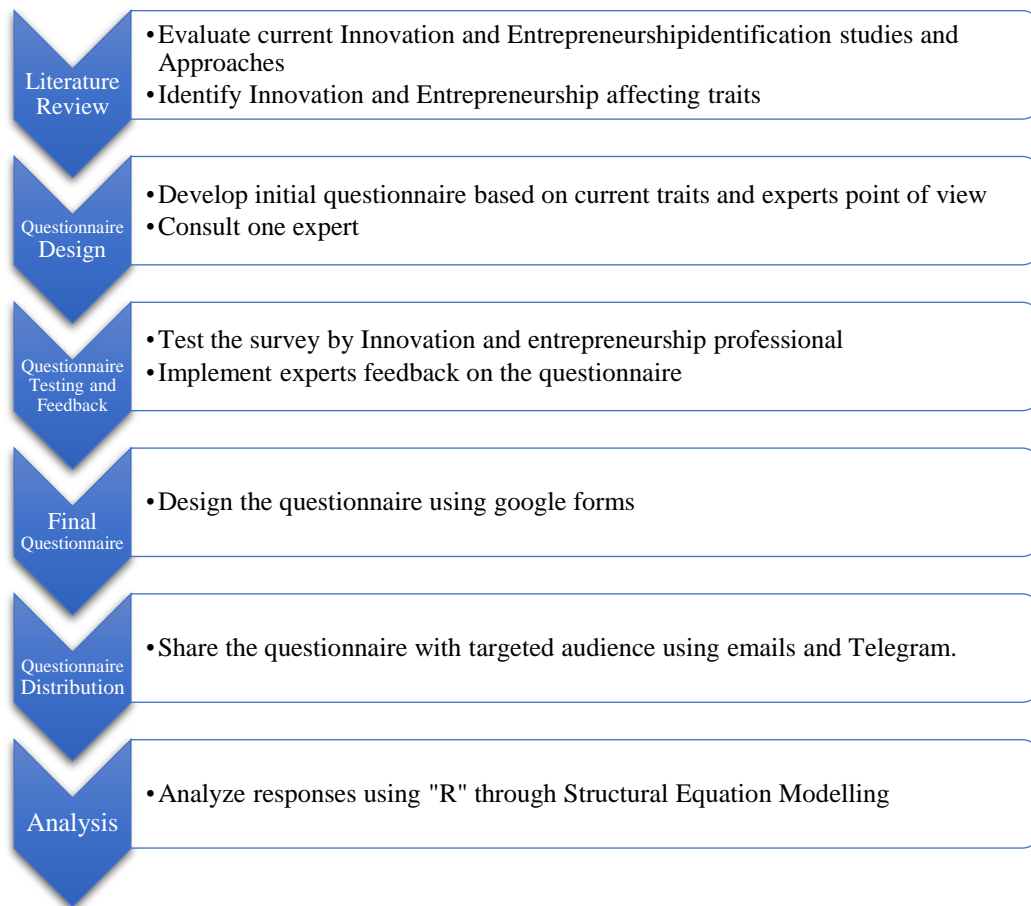 Literature
Review
•Evaluate current Innovation and Entrepreneurshipidentification studies and
Approaches
•Identify Innovation and Entrepreneurship affecting traits
Questionnaire
Design
•Develop initial questionnaire based on current traits and experts point of view
•Consult one expert
Questionnaire
Testing and
Feedback
•Test the survey by Innovation and entrepreneurship professional
•Implement experts feedback on the questionnaire
Final
Questionnaire
•Design the questionnaire using google forms
Questionnaire
Distribution
•Share the questionnaire with targeted audience using emails and Telegram.
Analysis
•Analyze responses using "R" through Structural Equation Modelling